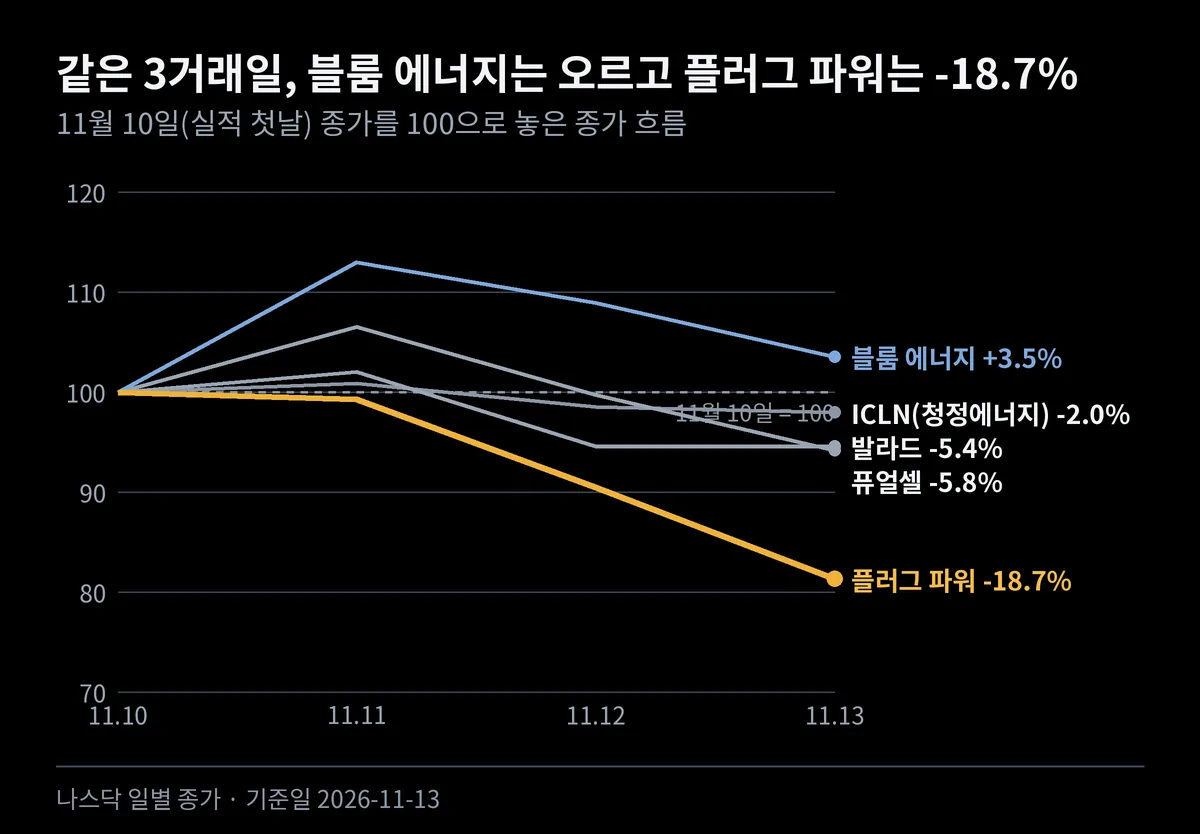 같은 3거래일, 블룸 에너지는 오르고 플러그 파워는 -18.7%
11월 10일(실적 첫날) 종가를 100으로 놓은 종가 흐름
120
110
100
90
80
70
블룸 에너지 +3.5%
11월 10일 = 100
ICLN(청정에너지) -2.0%
발라드 -5.4%
퓨얼셀 -5.8%
플러그 파워 -18.7%
11.10 11.11 11.12 11.13
나스닥 일별 종가 · 기준일 2026-11-13